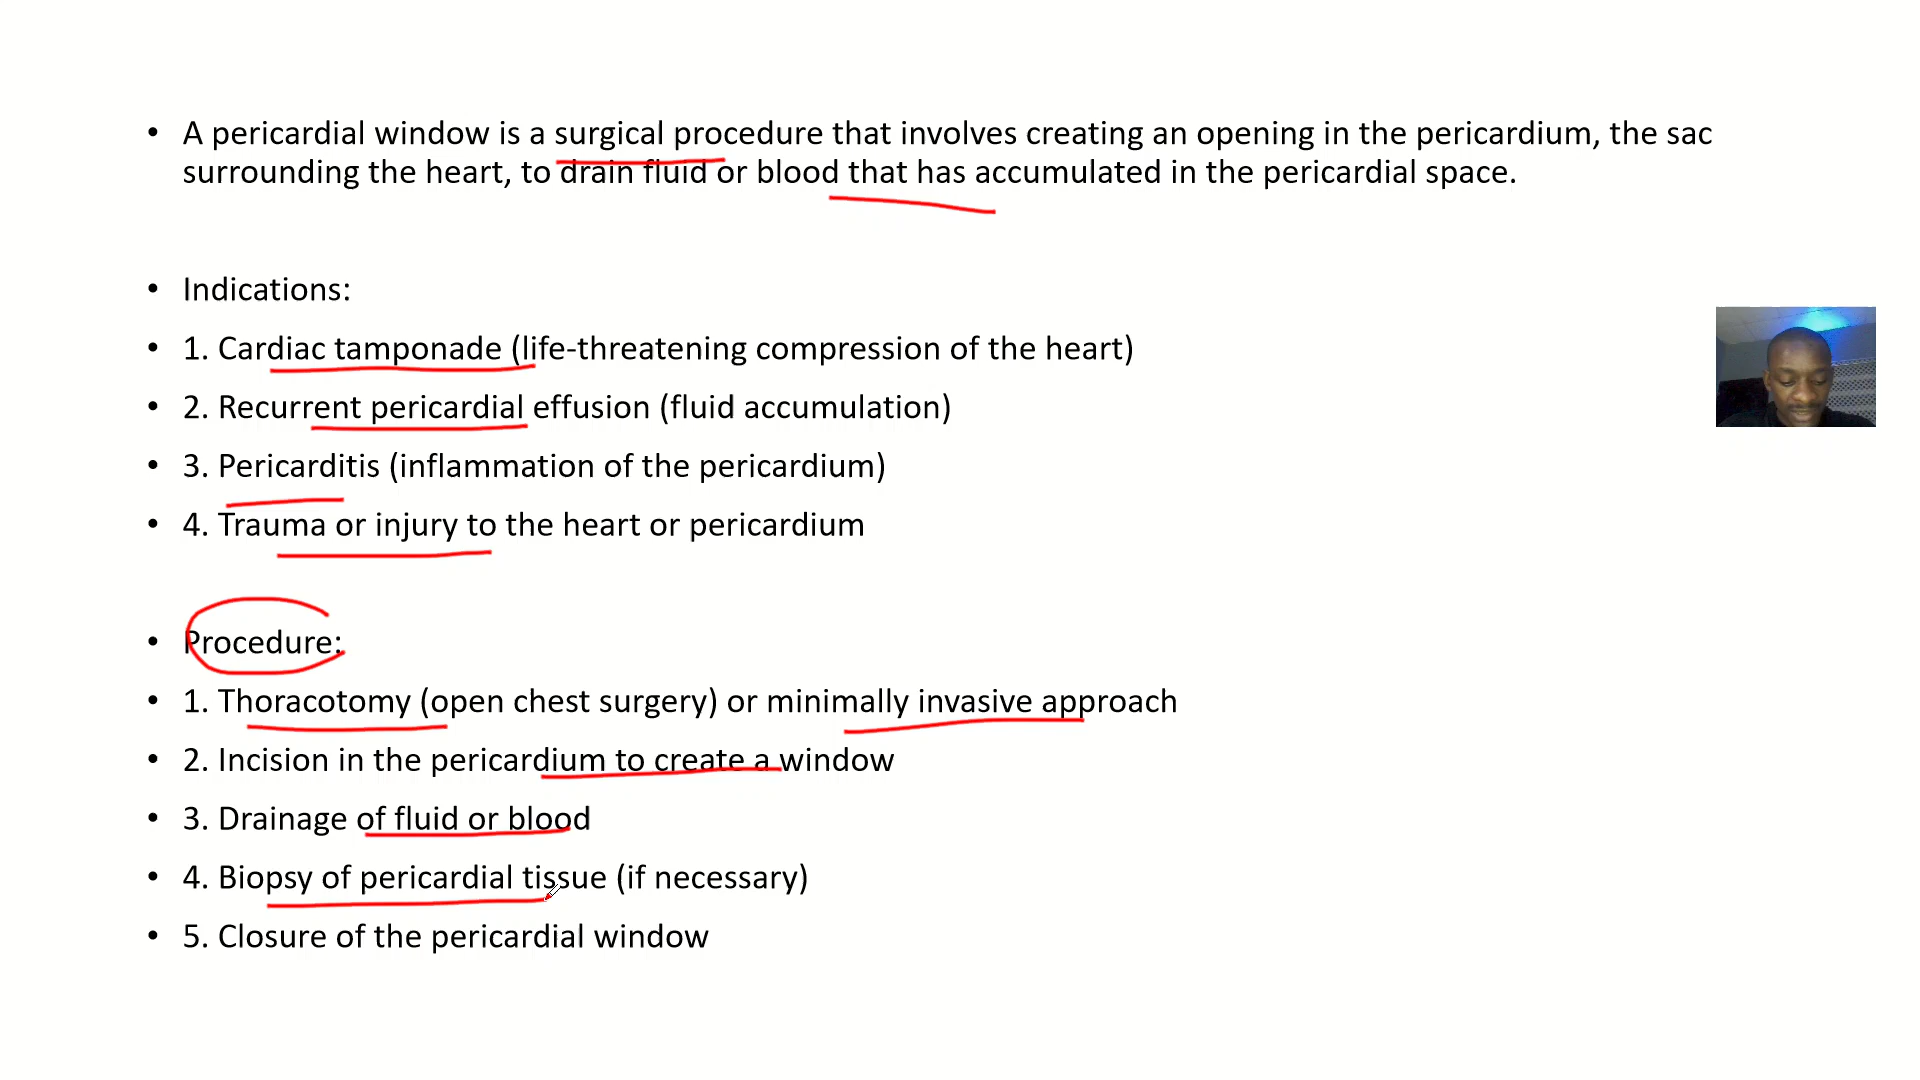 • A pericardial window is a surgical procedure that involves creating an opening in the pericardium, the sac
surrounding the heart, to drain fluid or blood that has accumulated in the pericardial space.
• Indications:
• 1. Cardiac tamponade (life-threatening compression of the heart)
• 2. Recurrent pericardial effusion (fluid accumulation)
• 3. Pericarditis (inflammation of the pericardium)
• 4. Trauma or injury to the heart or pericardium
• Procedure:
• 1. Thoracotomy (open chest surgery) or minimally invasive approach
• 2. Incision in the pericardium to create a window
• 3. Drainage of fluid or blood
• 4. Biopsy of pericardial tissue (if necessary)
• 5. Closure of the pericardial window